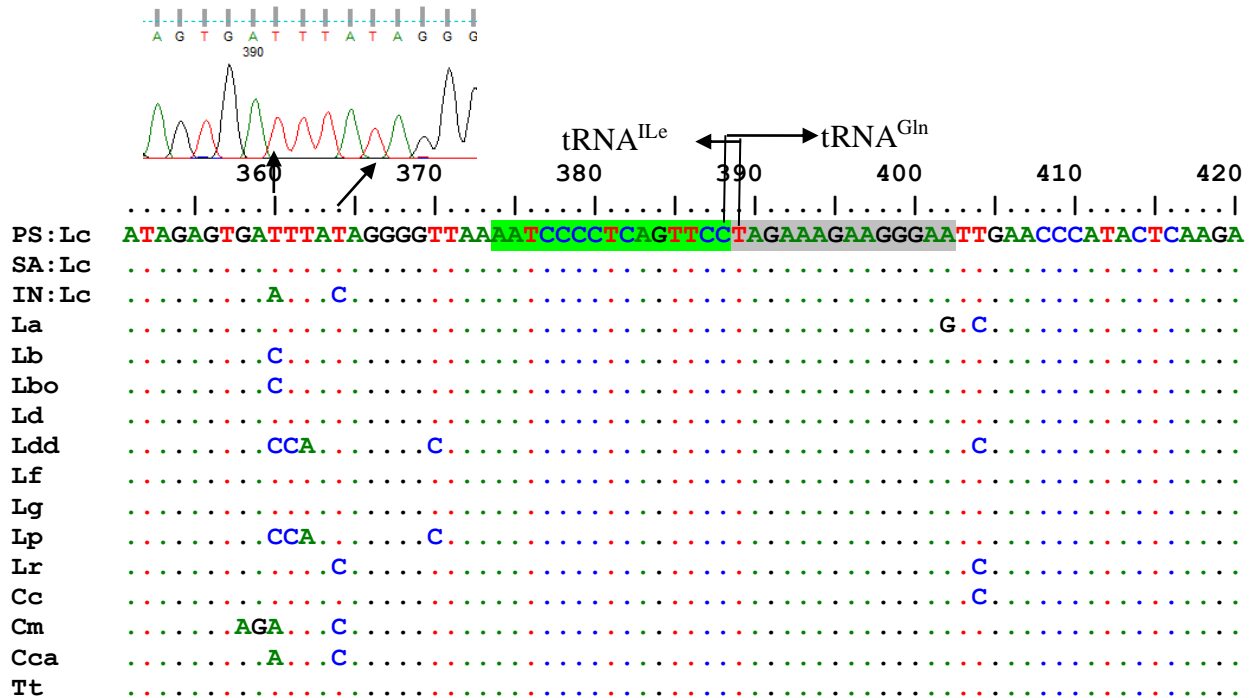 A G T G A T T T A T A G G G
390
tRNA^ILe tRNA^Gln
360 370 380 390 400 410 420
....|....|....|....|....|....|....|....|....|....|....|....|....|....|
PS:Lc ATAGAGTGATTTATAGGGGTTAAAATCCCCTCAGTTCCTAGAAAGAAGGGAATTGAACCCATACTCAAGA
SA:Lc ......................................................................
IN:Lc .........A...C........................................................
La ...................................................G.C................
Lb .........C............................................................
Lbo .........C............................................................
Ld ......................................................................
Ldd .........CCA.......C.................................C................
Lf ......................................................................
Lg ......................................................................
Lp .........CCA.......C..................................................
Lr .............C.......................................C................
Cc .....................................................C................
Cm .......AGA...C........................................................
Cca .........A...C........................................................
Tt ......................................................................